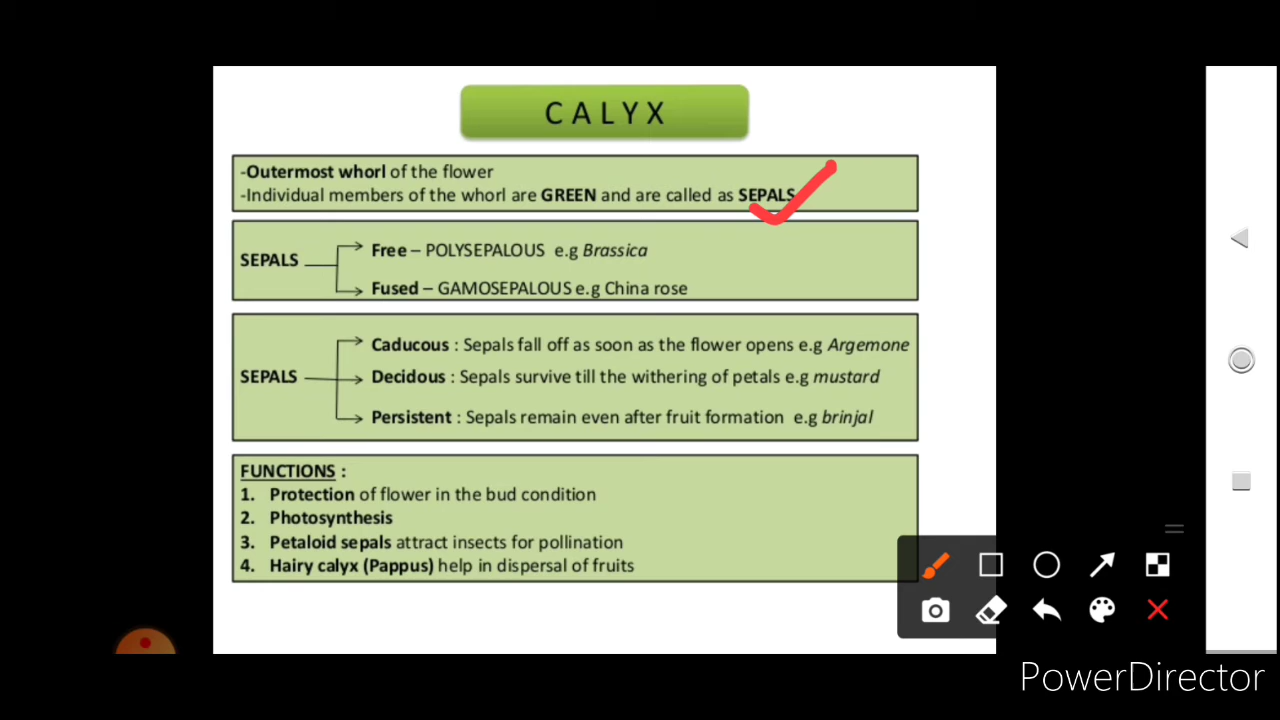 CALYX
-Outermost whorl of the flower
-Individual members of the whorl are GREEN and are called as SEPALS
SEPALS
Free – POLYSEPALOUS e.g Brassica
Fused – GAMOSEPALOUS e.g China rose
SEPALS
Caducous : Sepals fall off as soon as the flower opens e.g Argemone
Decidous : Sepals survive till the withering of petals e.g mustard
Persistent : Sepals remain even after fruit formation e.g brinjal
FUNCTIONS :
1. Protection of flower in the bud condition
2. Photosynthesis
3. Petaloid sepals attract insects for pollination
4. Hairy calyx (Pappus) help in dispersal of fruits
PowerDirector